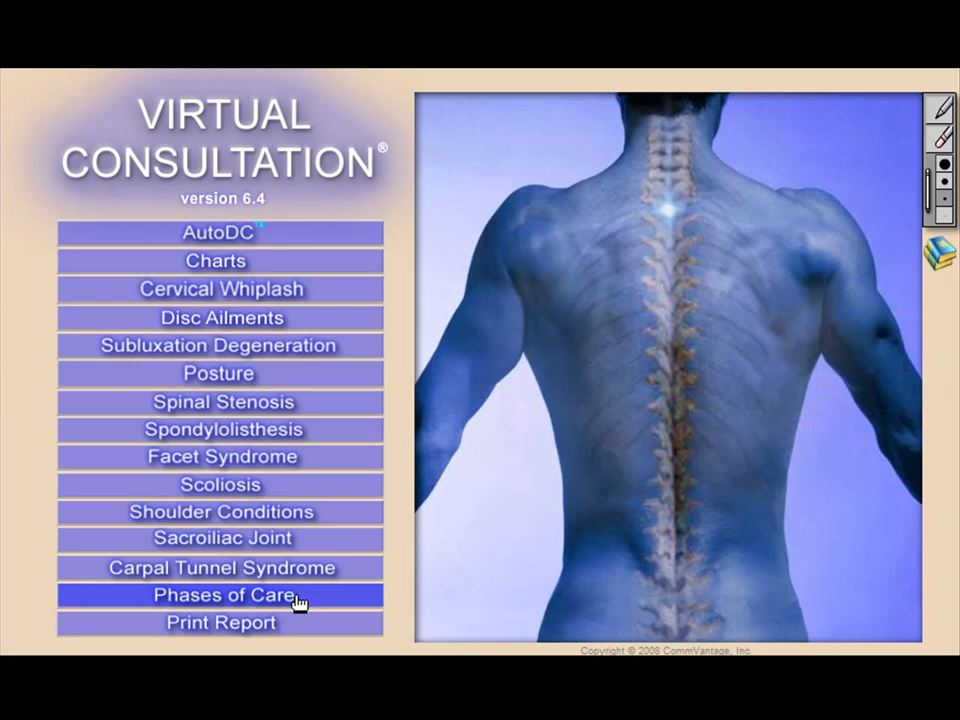 VIRTUAL
CONSULTATION®
version 6.4
AutoDC™
Charts
Cervical Whiplash
Disc Ailments
Subluxation Degeneration
Posture
Spinal Stenosis
Spondylolisthesis
Facet Syndrome
Scoliosis
Shoulder Conditions
Sacroiliac Joint
Carpal Tunnel Syndrome
Phases of Care
Print Report
Copyright © 2008 CommVantage, Inc.